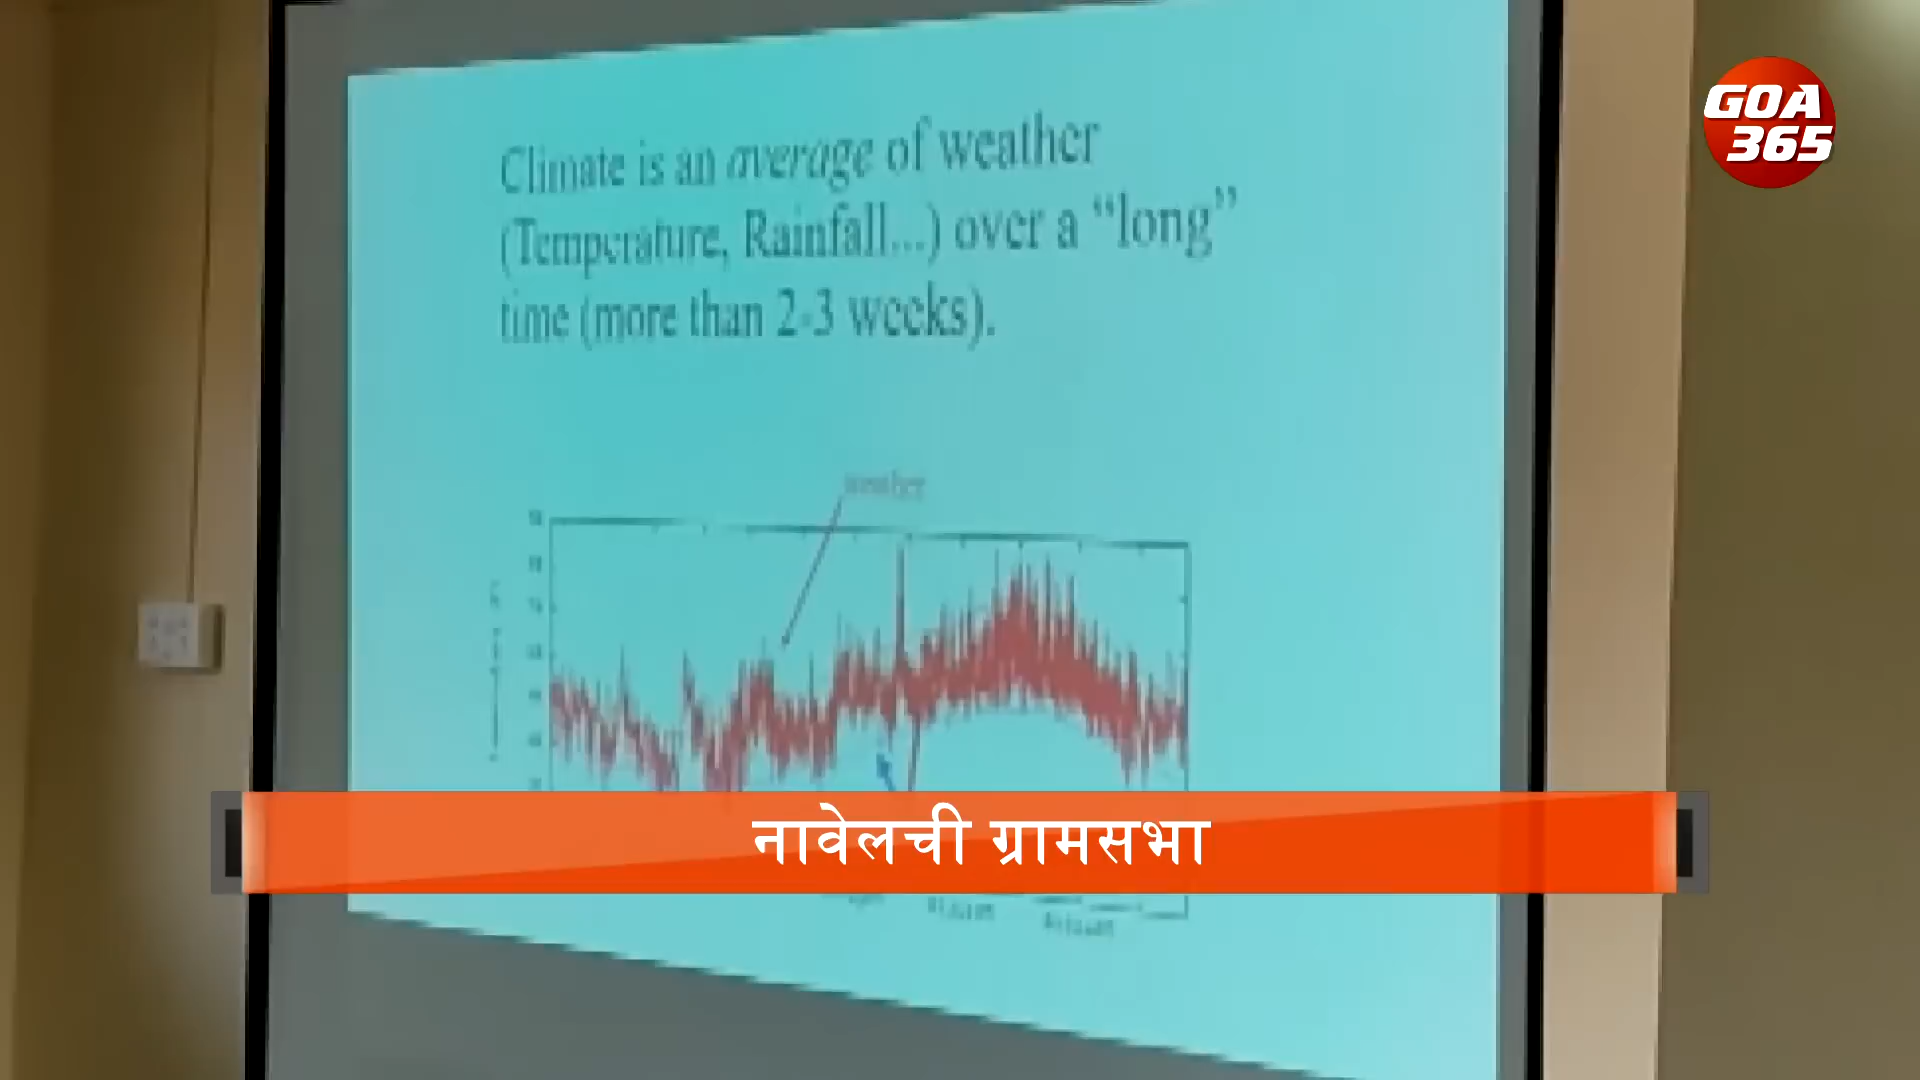 GOA
365
Climate is an average of weather
(Temperature, Rainfall...) over a “long”
time (more than 2-3 weeks).
weather
नावेलची ग्रामसभा